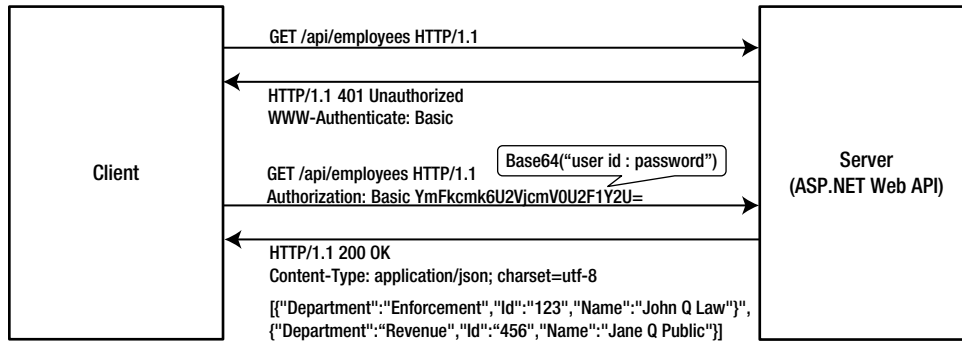 GET /api/employees HTTP/1.1
HTTP/1.1 401 Unauthorized
WWW-Authenticate: Basic
Client
Server
(ASP.NET Web API)
Base64(“user id : password”)
GET /api/employees HTTP/1.1
Authorization: Basic YmFkcmk6U2VjcmV0U2F1Y2U=
HTTP/1.1 200 OK
Content-Type: application/json; charset=utf-8
[{"Department":"Enforcement","Id":"123","Name":"John Q Law"}",
{"Department":“Revenue","Id":“456","Name":"Jane Q Public"}]